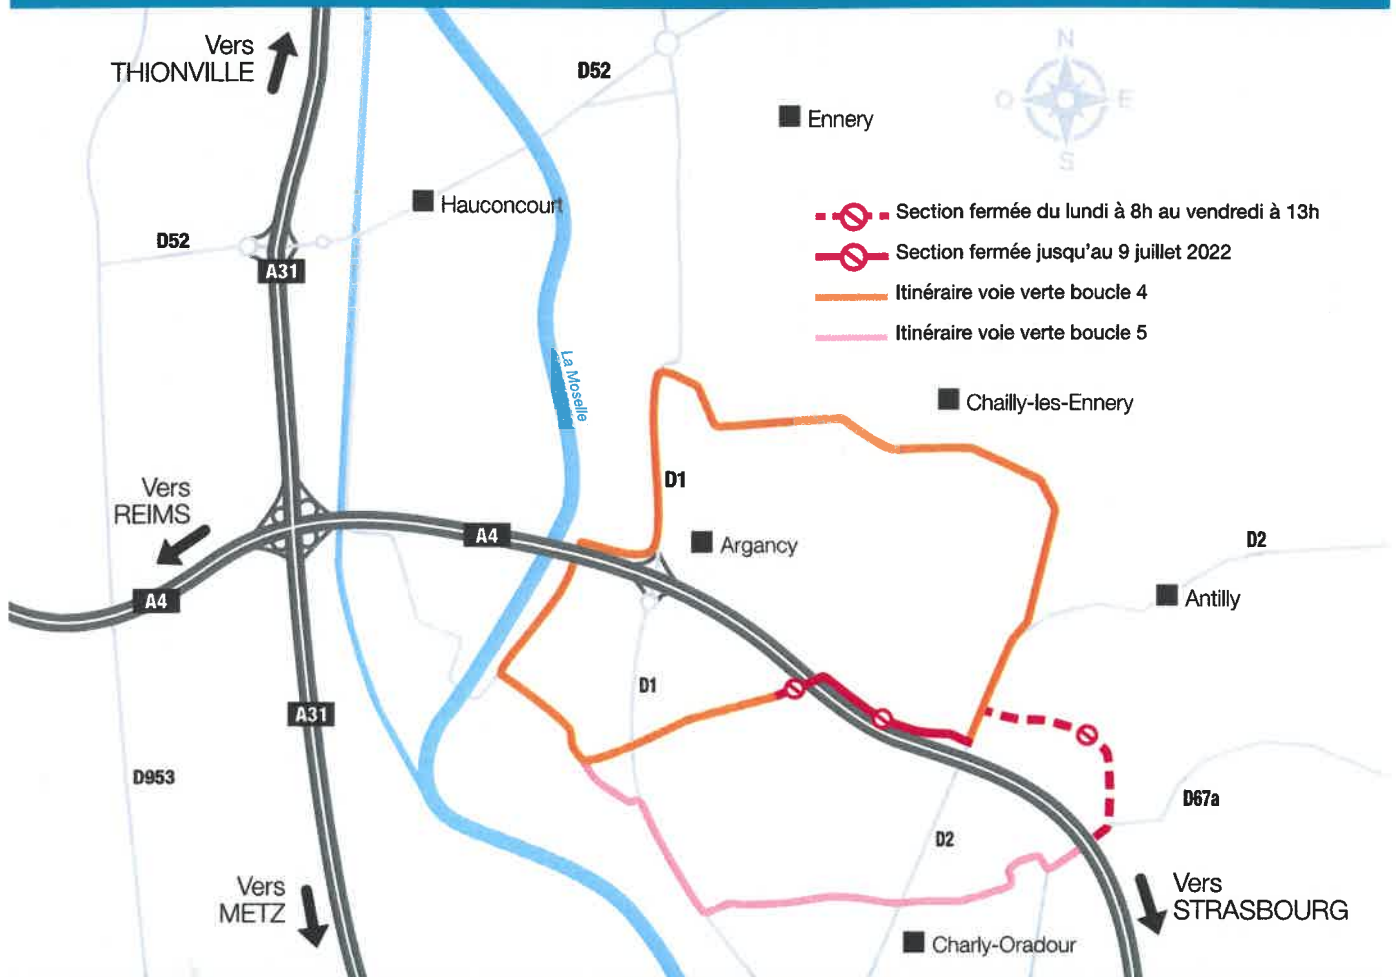 Vers
THIONVILLE
D52
N
O
E
S
Ennery
Hauconcourt
Section fermée du lundi à 8h au vendredi à 13h
D52
Section fermée jusqu'au 9 juillet 2022
A31
Itinéraire voie verte boucle 4
Itinéraire voie verte boucle 5
La Moselle
Chailly-les-Ennery
D1
Vers
REIMS
A4
Argancy
D2
A4
Antilly
D1
A31
D953
D67a
D2
Vers
METZ
Vers
STRASBOURG
Charly-Oradour